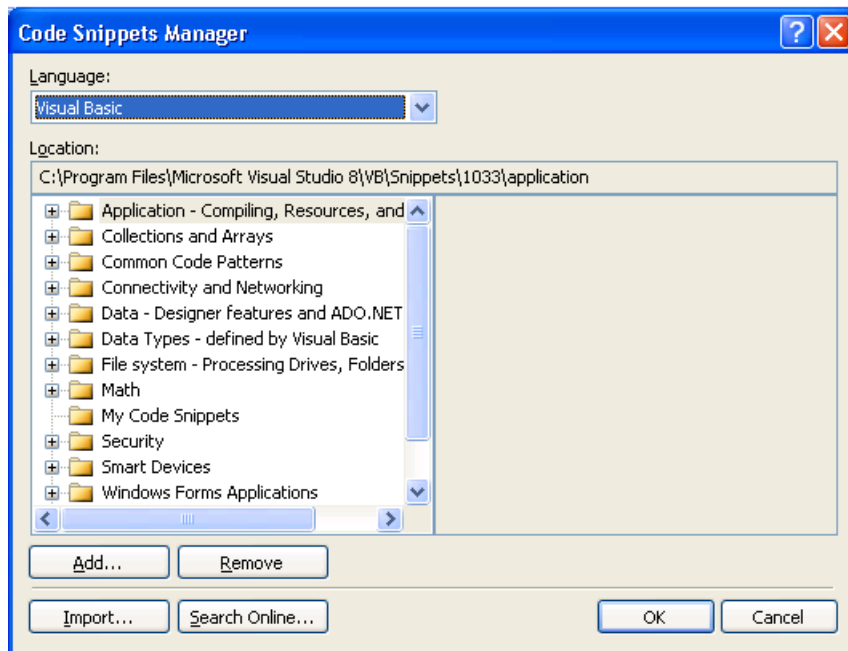 Code Snippets Manager
Language:
Visual Basic
Location:
C:\Program Files\Microsoft Visual Studio 8\VB\Snippets\1033\application
Application - Compiling, Resources, and
Collections and Arrays
Common Code Patterns
Connectivity and Networking
Data - Designer features and ADO.NET
Data Types - defined by Visual Basic
File system - Processing Drives, Folders
Math
My Code Snippets
Security
Smart Devices
Windows Forms Applications
Add... Remove
Import... Search Online... OK Cancel